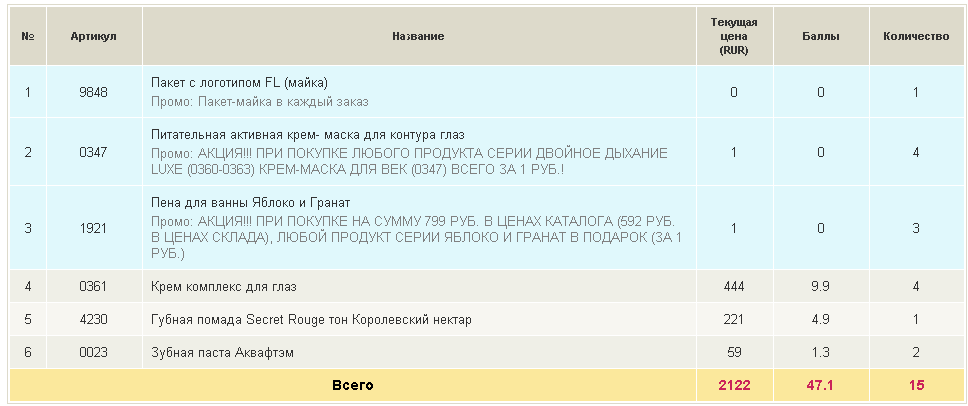 № Артикул Название Текущая цена (RUR) Баллы Количество
1 9848 Пакет с логотипом FL (майка) 0 0 1
Промо: Пакет-майка в каждый заказ
2 0347 Питательная активная крем- маска для контура глаз 1 0 4
Промо: АКЦИЯ!!! ПРИ ПОКУПКЕ ЛЮБОГО ПРОДУКТА СЕРИИ ДВОЙНОЕ ДЫХАНИЕ
LUXE (0360-0363) КРЕМ-МАСКА ДЛЯ ВЕК (0347) ВСЕГО ЗА 1 РУБ.!
3 1921 Пена для ванны Яблоко и Гранат 1 0 3
Промо: АКЦИЯ!!! ПРИ ПОКУПКЕ НА СУММУ 799 РУБ. В ЦЕНАХ КАТАЛОГА (592 РУБ.
В ЦЕНАХ СКЛАДА), ЛЮБОЙ ПРОДУКТ СЕРИИ ЯБЛОКО И ГРАНАТ В ПОДАРОК (ЗА 1
РУБ.)
4 0361 Крем комплекс для глаз 444 9.9 4
5 4230 Губная помада Secret Rouge тон Королевский нектар 221 4.9 1
6 0023 Зубная паста Аквафтэм 59 1.3 2
Всего 2122 47.1 15